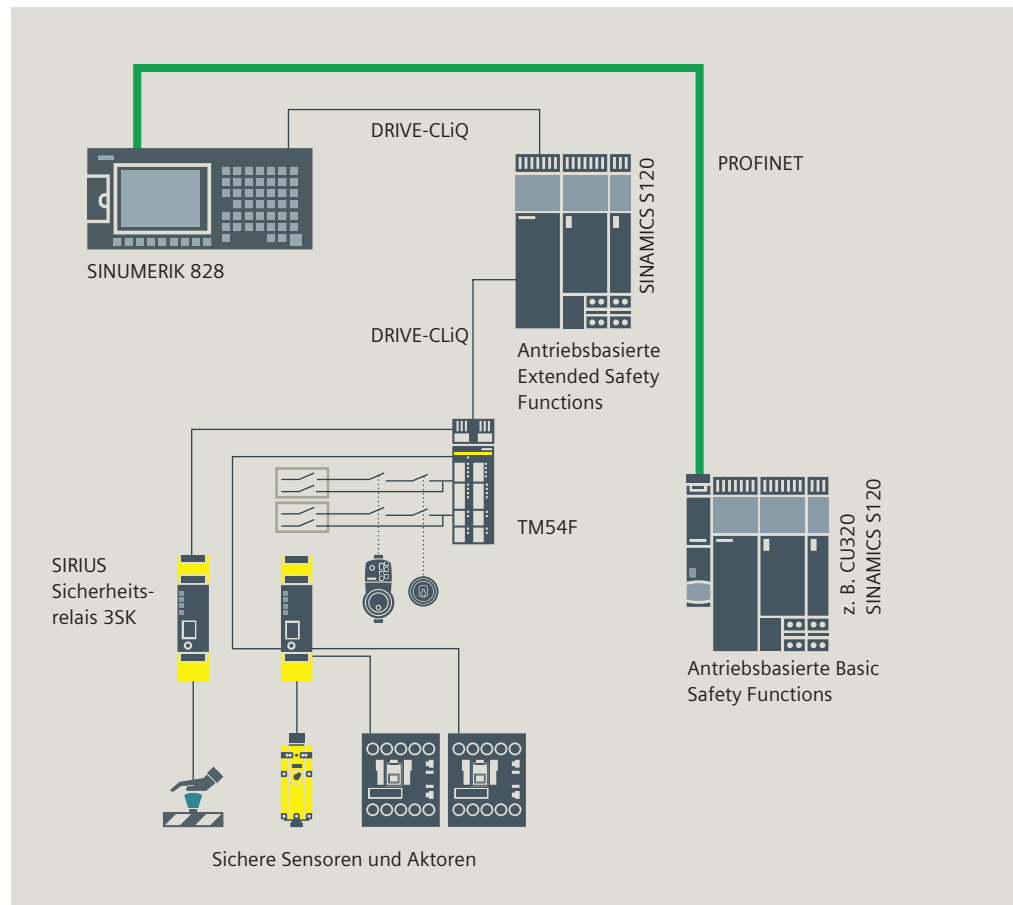 DRIVE-CLiQ
PROFINET
SINAMICS S120
SINUMERIK 828
DRIVE-CLiQ
Antriebsbasierte
Extended Safety
Functions
TM54F
SIRIUS
Sicherheits-
relais 3SK
z. B. CU320
SINAMICS S120
Antriebsbasierte Basic
Safety Functions
Sichere Sensoren und Aktoren